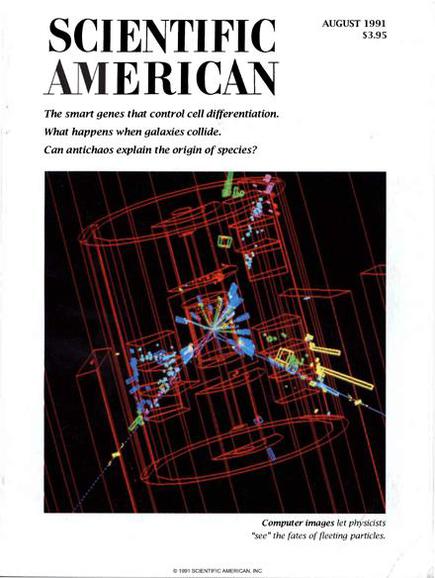 SCIENTIFIC
AMERICAN
AUGUST 1991
$3.95
The smart genes that control cell differentiation.
What happens when galaxies collide.
Can antichaos explain the origin of species?
Computer images let physicists
"see" the fates of fleeting particles.
© 1991 SCIENTIFIC AMERICAN, INC